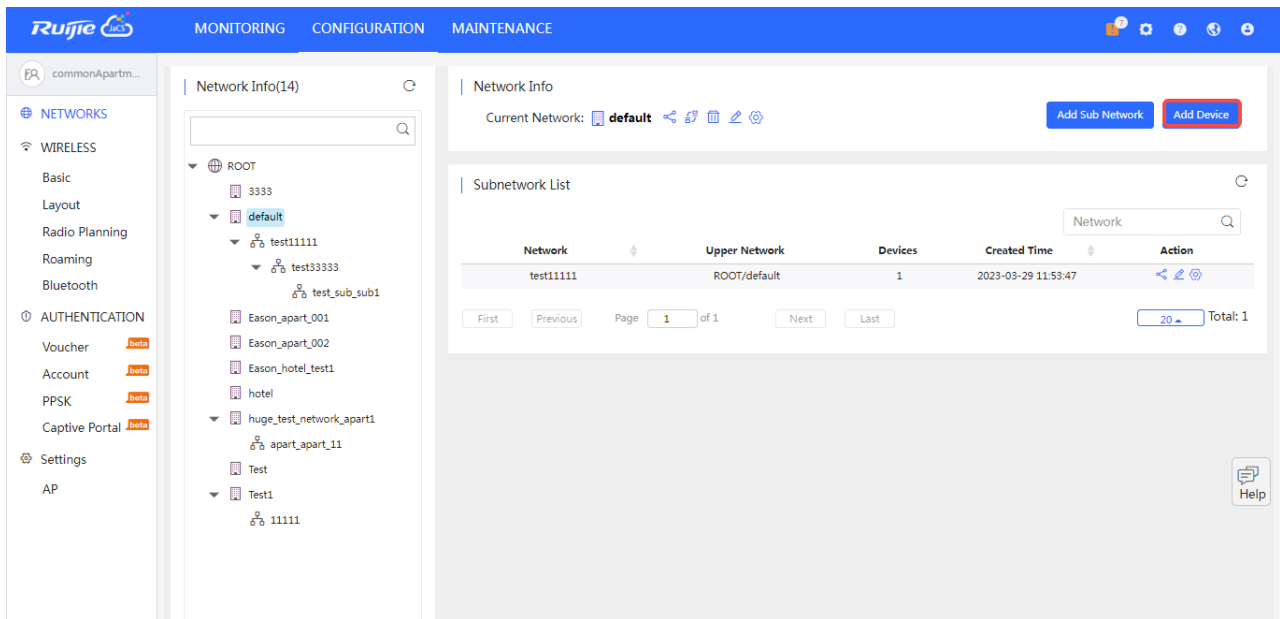 Ruijie JaCS MONITORING CONFIGURATION MAINTENANCE 7
commonApartm...
NETWORKS
WIRELESS
Basic
Layout
Radio Planning
Roaming
Bluetooth
AUTHENTICATION
Voucher beta
Account beta
PPSK beta
Captive Portal beta
Settings
AP
Network Info(14)
ROOT
3333
default
test11111
test33333
test_sub_sub1
Eason_apart_001
Eason_apart_002
Eason_hotel_test1
hotel
huge_test_network_apart1
apart_apart_11
Test
Test1
11111
Network Info
Current Network: default Add Sub Network Add Device
Subnetwork List
Network
Network Upper Network Devices Created Time Action
test11111 ROOT/default 1 2023-03-29 11:53:47
First Previous Page 1 of 1 Next Last 20 Total: 1
Help